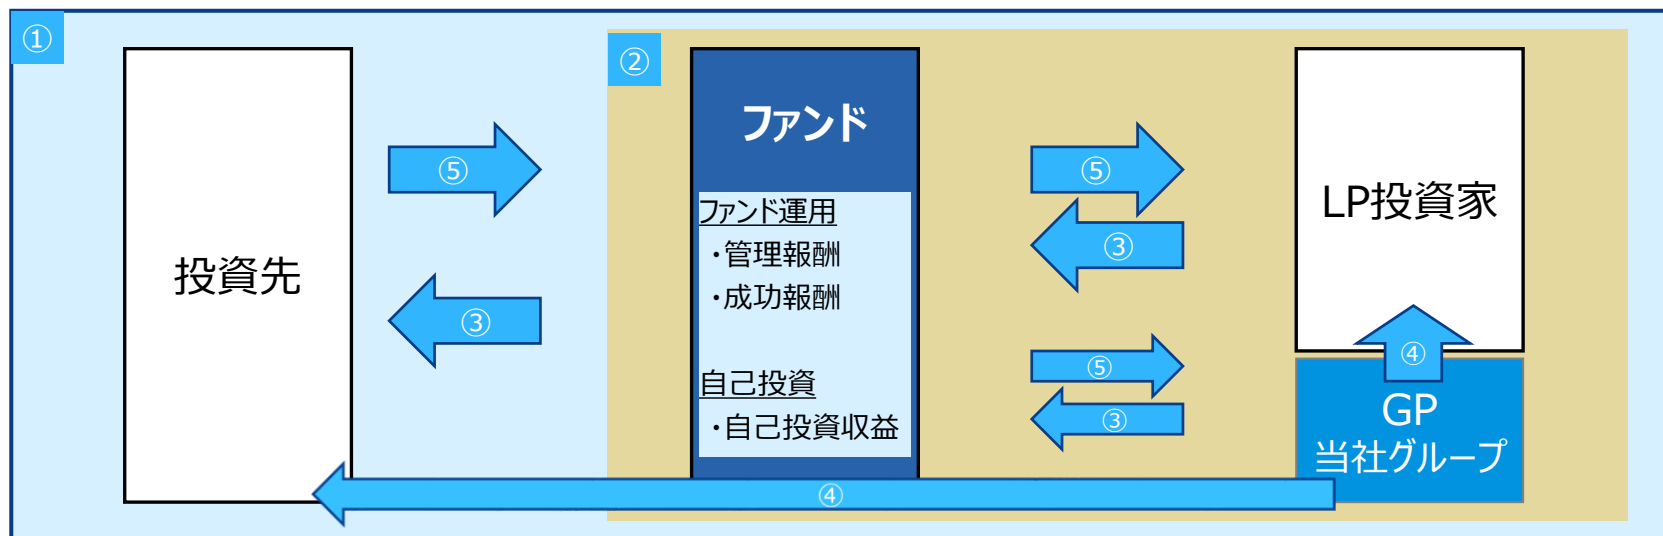 ①
②
投資先
⑤
③
ファンド
ファンド運用
・管理報酬
・成功報酬
自己投資
・自己投資収益
⑤
③
⑤
③
LP投資家
④
GP
当社グループ
④